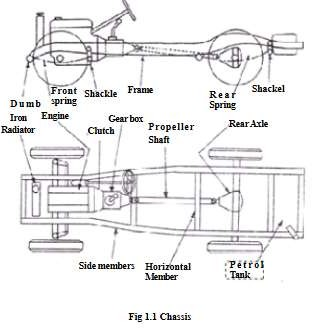 Front
spring
Shackle
Frame
Rear
Spring
Shackel
Dumb
Iron
Radiator
Engine
Clutch
Gear box
Propeller
Shaft
Rear Axle
Side members
Horizontal
Member
Petrol
Tank
Fig 1.1 Chassis